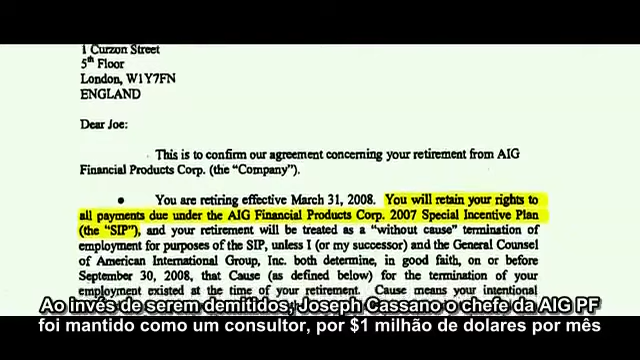 1 Curzon Street
5th Floor
London, W1Y7FN
ENGLAND
Dear Joe:
This is to confirm our agreement concerning your retirement from AIG
Financial Products Corp. (the “Company”).
• You are retiring effective March 31, 2008. You will retain your rights to
all payments due under the AIG Financial Products Corp. 2007 Special Incentive Plan
(the “SIP”), and your retirement will be treated as a “without cause” termination of
employment for purposes of the SIP, unless I (or my successor) and the General Counsel
of American International Group, Inc. both determine, in good faith, on or before
September 30, 2008, that Cause (as defined below) for the termination of your
employment existed at the time of your retirement. Cause means your intentional
Ao invés de serem demitidos, Joseph Cassano o chefe da AIG PF
foi mantido como um consultor, por $1 milhão de dolares por mês